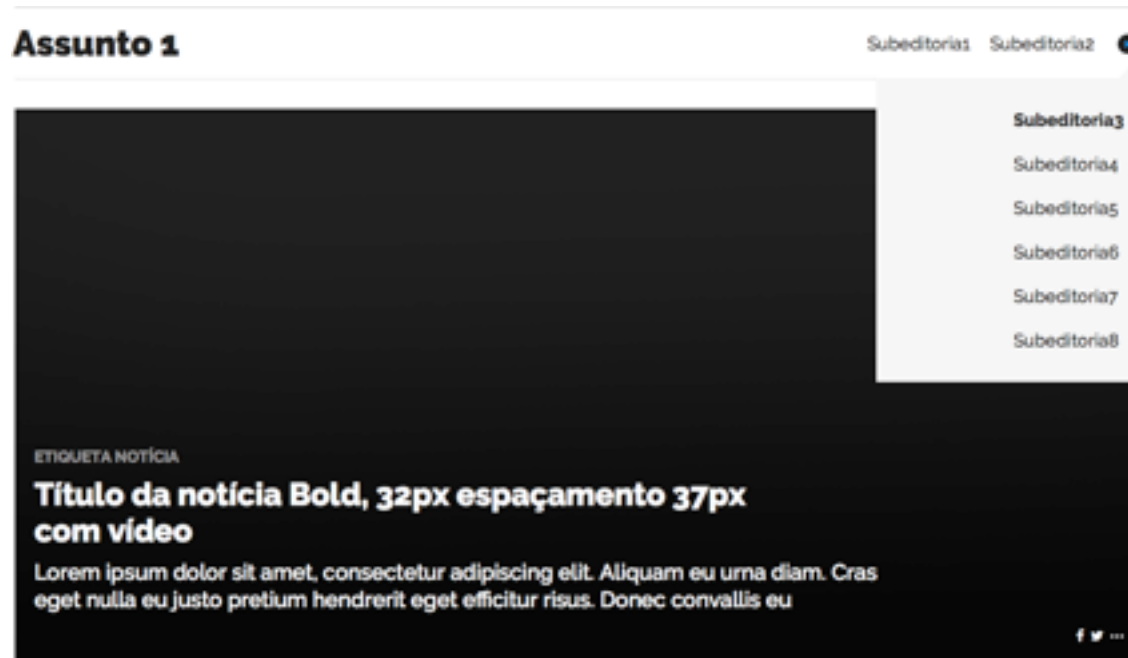 Assunto 1
Subeditoria1 Subeditoria2
Subeditoria3
Subeditoria4
Subeditoria5
Subeditoria6
Subeditoria7
Subeditoria8
ETIQUETA NOTÍCIA
Título da notícia Bold, 32px espaçamento 37px
com vídeo
Lorem ipsum dolor sit amet, consectetur adipiscing elit. Aliquam eu urna diam. Cras
eget nulla eu justo pretium hendrerit eget efficitur risus. Donec convallis eu